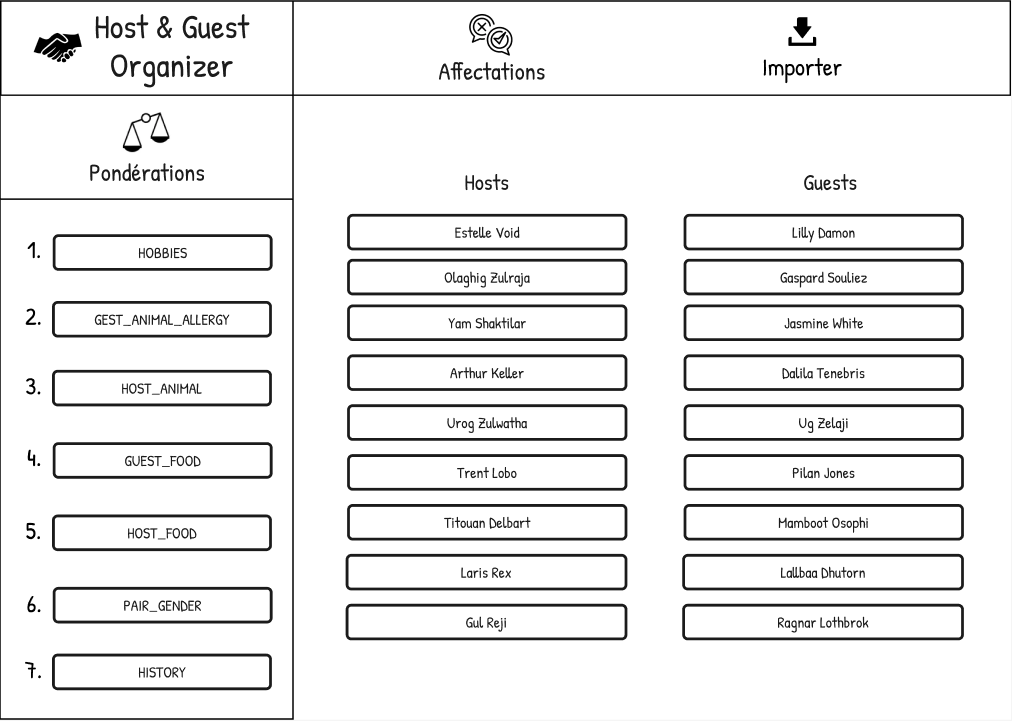 Host & Guest
Organizer
Affectations
Importer
Pondérations
1. HOBBIES
2. GEST_ANIMAL_ALLERGY
3. HOST_ANIMAL
4. GUEST_FOOD
5. HOST_FOOD
6. PAIR_GENDER
7. HISTORY
Hosts
Estelle Void
Olaghig Zulraja
Yam Shaktilar
Arthur Keller
Urog Zulwatha
Trent Lobo
Titouan Delbart
Laris Rex
Gul Reji
Guests
Lilly Damon
Gaspard Souliez
Jasmine White
Dalila Tenebris
Ug Zelaji
Pilan Jones
Mamboot Osophi
Lallbaa Dhutorn
Ragnar Lothbrok